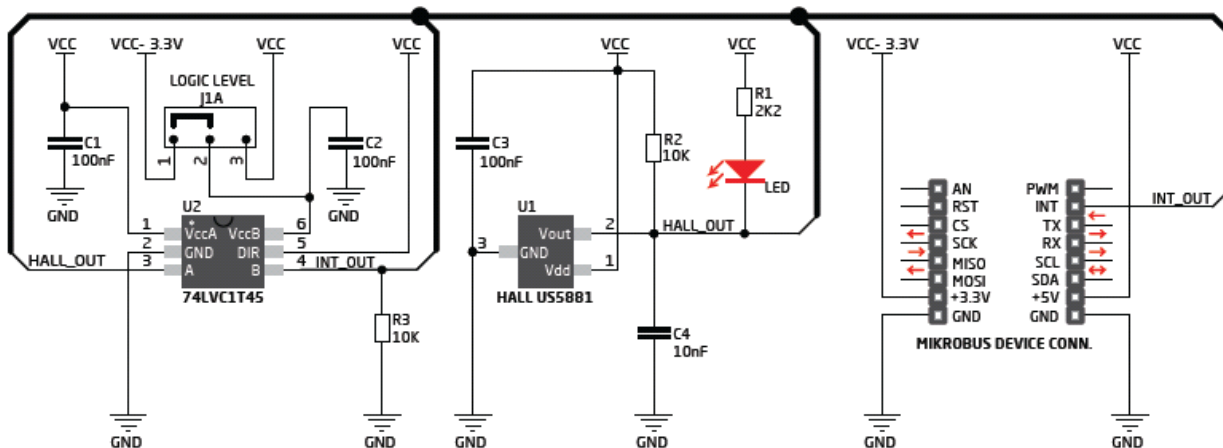 VCC
VCC- 3.3V
VCC
VCC
LOGIC LEVEL
J1A
C1
100nF
1
2
3
C2
100nF
GND
GND
U2
1
2
3
VccA
GND
A
VccB
DIR
B
6
5
4
HALL_OUT
INT_OUT
74LVC1T45
R3
10K
GND
GND
VCC
VCC
C3
100nF
R2
10K
R1
2K2
LED
U1
3
Vout
GND
Vdd
2
1
HALL_OUT
HALL US5881
C4
10nF
GND
GND
VCC- 3.3V
VCC
AN
RST
CS
SCK
MISO
MOSI
+3.3V
GND
PWM
INT
TX
RX
SCL
SDA
+5V
GND
INT_OUT
MIKROBUS DEVICE CONN.
GND
GND